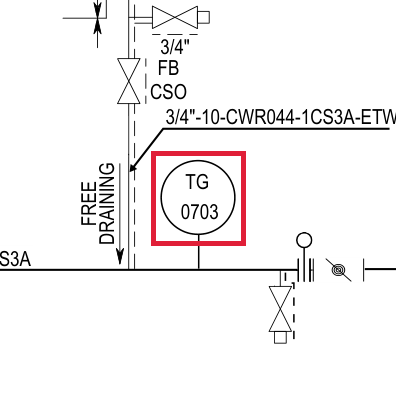 3/4"
FB
CSO
3/4"-10-CWR044-1CS3A-ETW
TG
0703
FREE
DRAINING
S3A